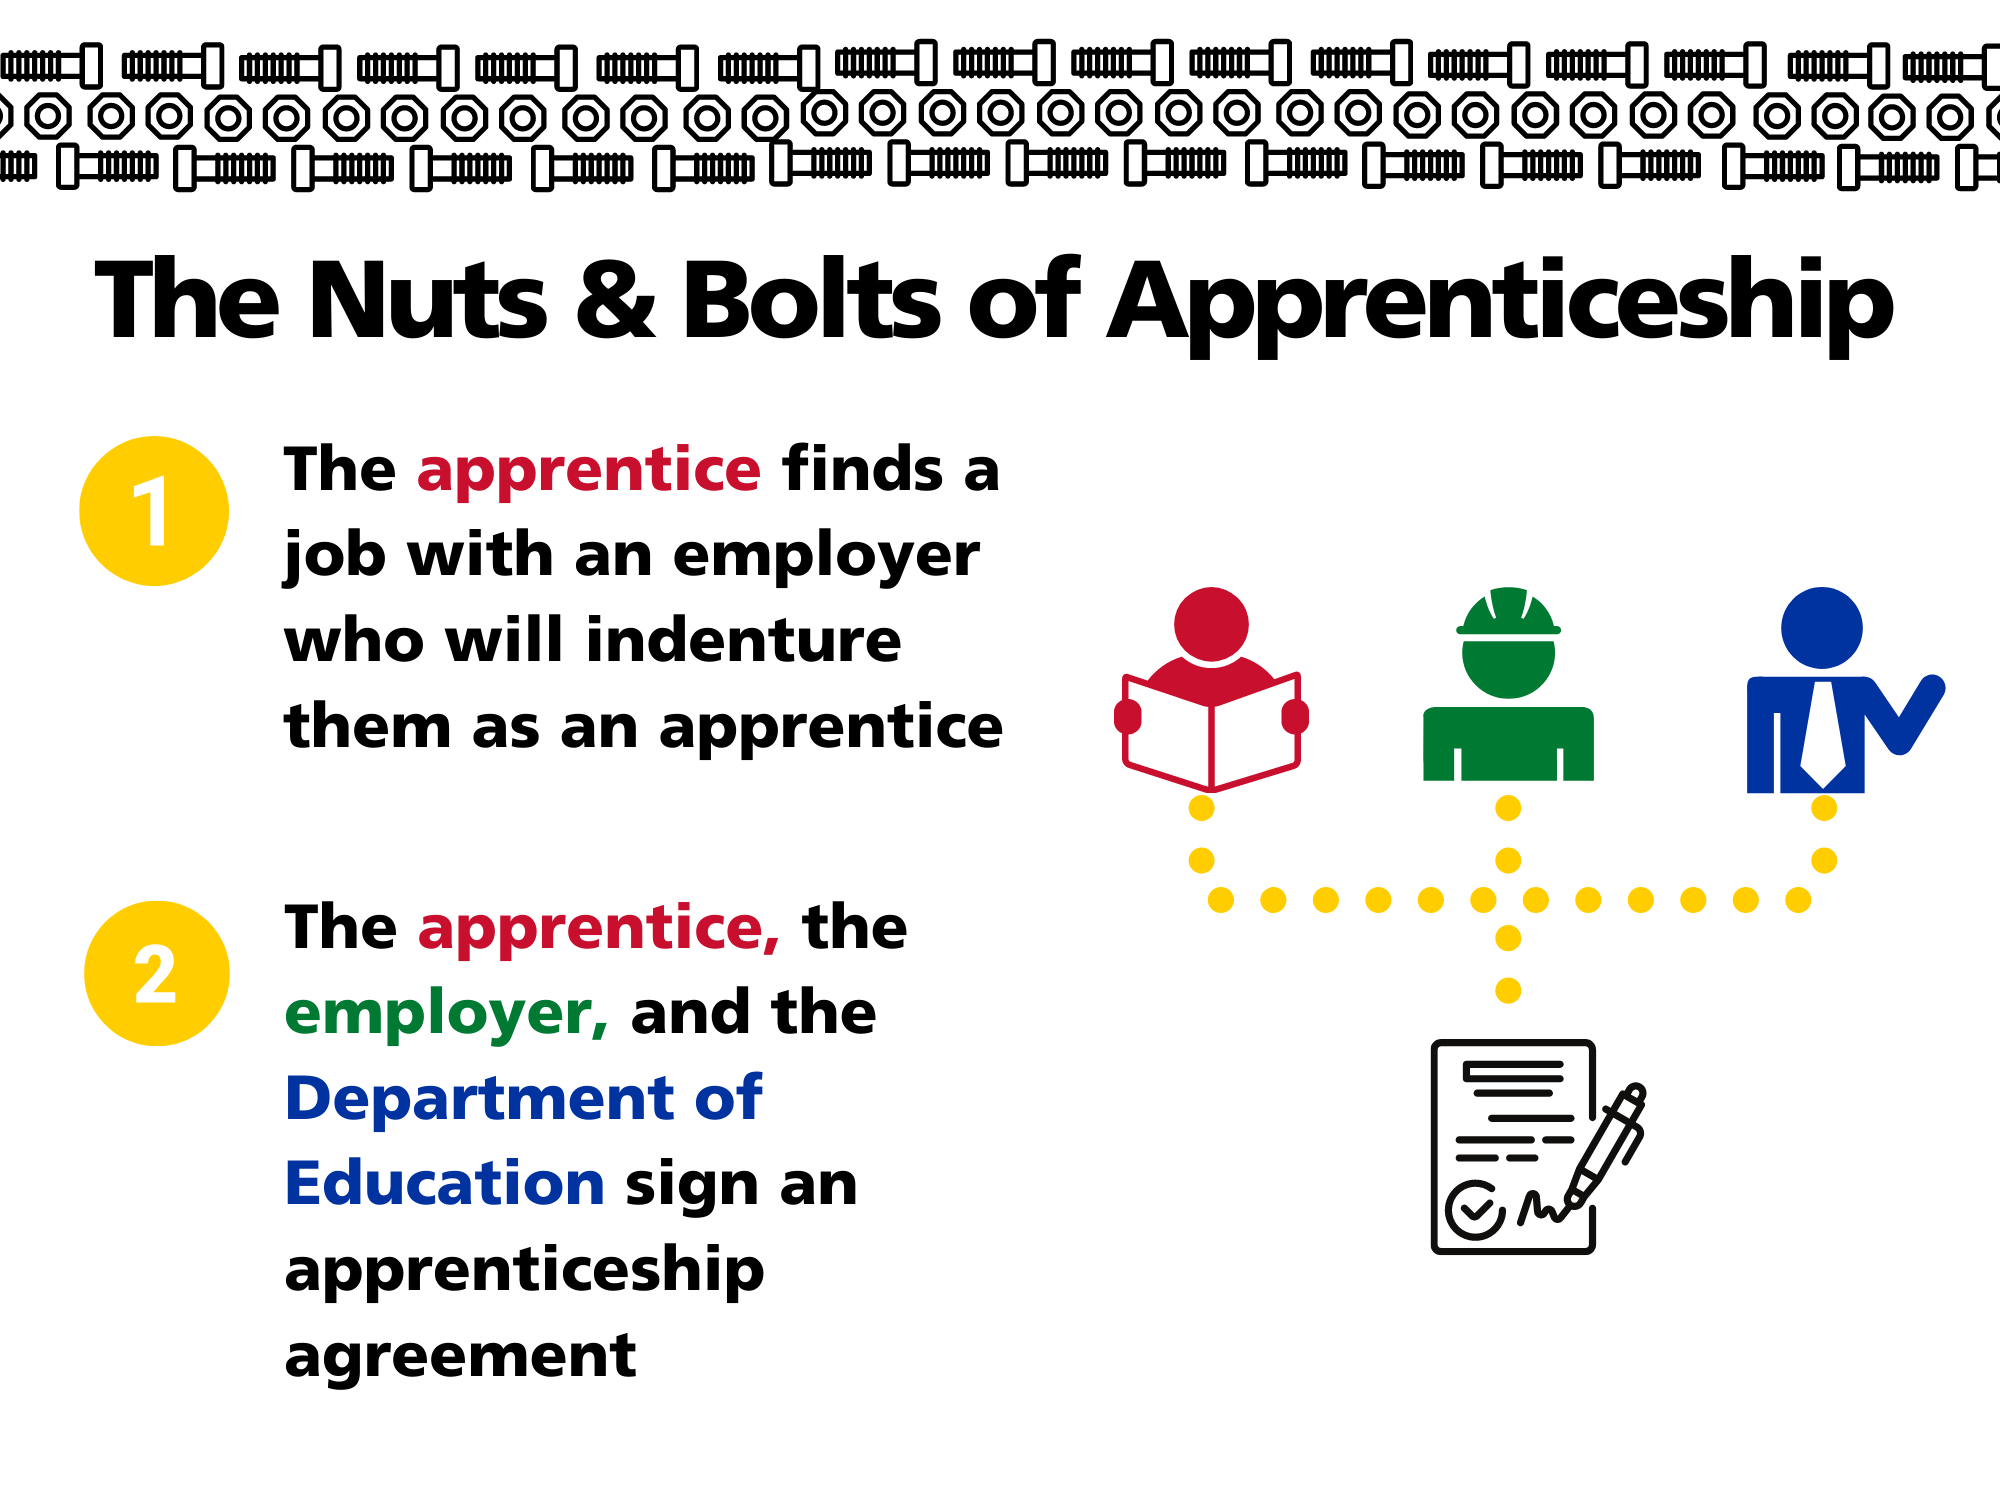 The Nuts & Bolts of Apprenticeship
1
The apprentice finds a
job with an employer
who will indenture
them as an apprentice
2
The apprentice, the
employer, and the
Department of
Education sign an
apprenticeship
agreement